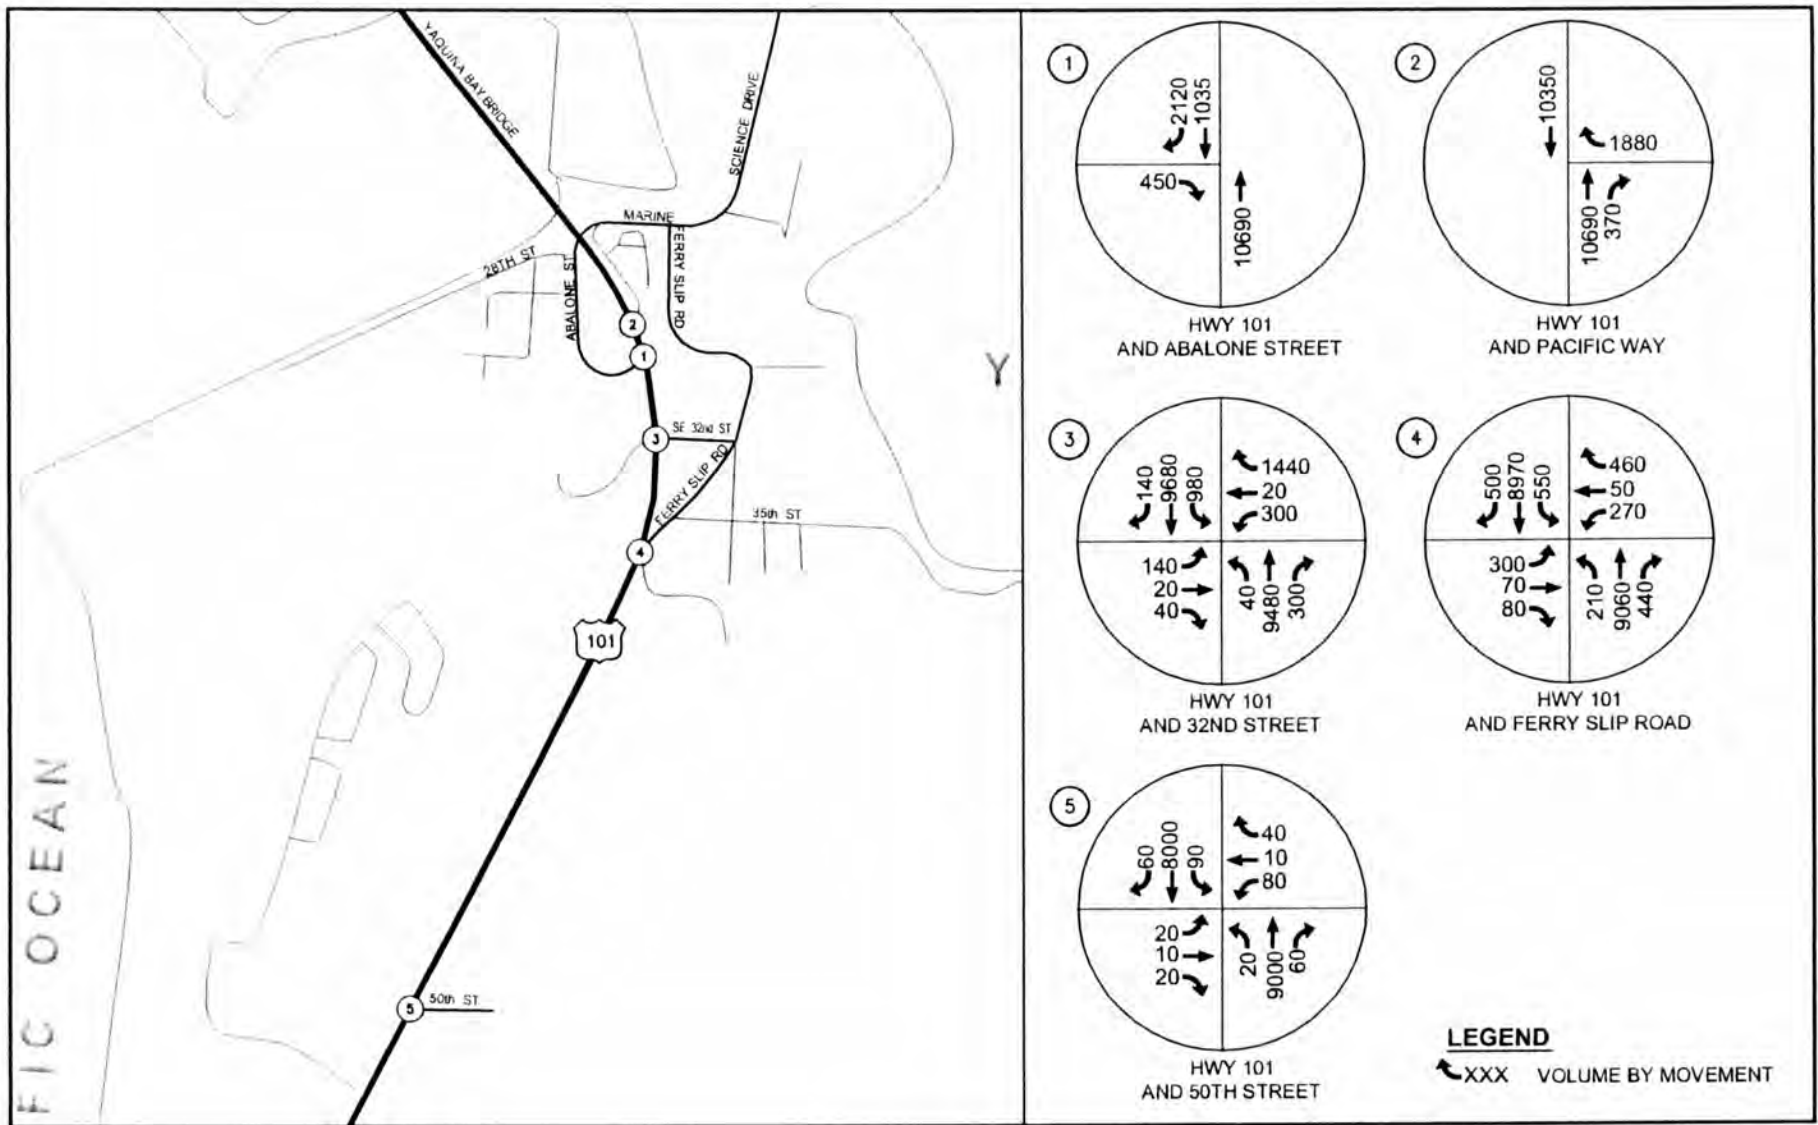 YAQUINA BAY BRIDGE
SCIENCE DRIVE
MARINE
FERRY SLIP RD
28TH ST
ABALONE ST
2
1
3
SE 32nd ST
FERRY SLIP RD
35th ST
4
101
5
50th ST
FIC OCEAN
Y
1
2120
1035
450
10690
HWY 101
AND ABALONE STREET
2
10350
1880
10690
370
HWY 101
AND PACIFIC WAY
3
140
9680
980
1440
20
300
140
20
40
40
9480
300
HWY 101
AND 32ND STREET
4
500
8970
550
460
50
270
300
70
80
210
9060
440
HWY 101
AND FERRY SLIP ROAD
5
60
8000
90
40
10
80
20
10
20
20
9000
60
HWY 101
AND 50TH STREET
LEGEND
XXX VOLUME BY MOVEMENT